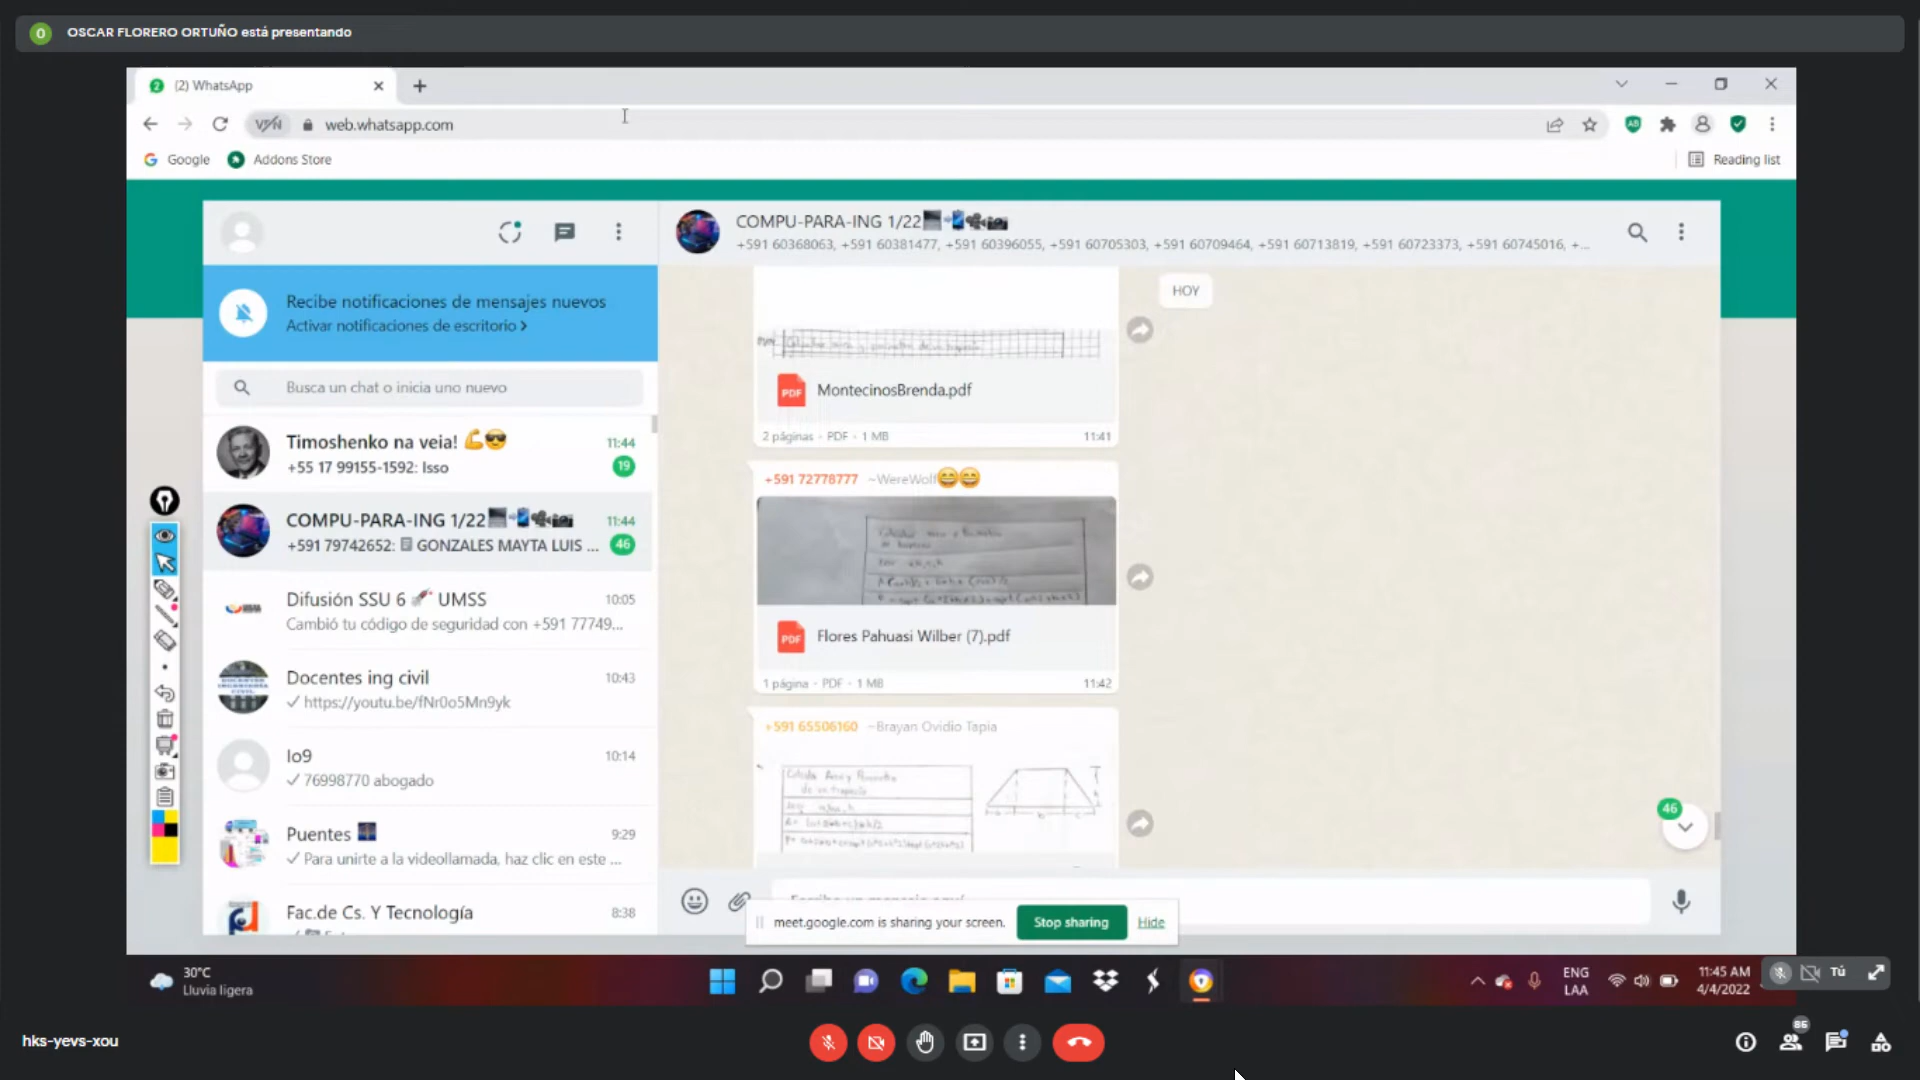 O OSCAR FLORERO ORTUÑO está presentando
2 (2) WhatsApp
VPN web.whatsapp.com
Google Addons Store Reading list
Recibe notificaciones de mensajes nuevos
Activar notificaciones de escritorio >
Busca un chat o inicia uno nuevo
Timoshenko na veia! 💪😎 11:44
+55 17 99155-1592: Isso 19
COMPU-PARA-ING 1/22 11:44
+591 79742652: GONZALES MAYTA LUIS ... 46
Difusión SSU 6 UMSS 10:05
Cambió tu código de seguridad con +591 77749...
Docentes ing civil 10:43
https://youtu.be/fNr0o5Mn9yk
Io9 10:14
76998770 abogado
Puentes 9:29
Para unirte a la videollamada, haz clic en este ...
Fac.de Cs. Y Tecnología 8:38
COMPU-PARA-ING 1/22
+591 60368063, +591 60381477, +591 60396055, +591 60705303, +591 60709464, +591 60713819, +591 60723373, +591 60745016, +...
HOY
PDF MontecinosBrenda.pdf
2 páginas · PDF · 1 MB 11:41
+591 72778777 ~WereWolf😄😄
PDF Flores Pahuasi Wilber (7).pdf
1 página · PDF · 1 MB 11:42
+591 65506160 ~Brayan Ovidio Tapia
46
meet.google.com is sharing your screen. Stop sharing Hide
30°C
Lluvia ligera
ENG
LAA
11:45 AM
4/4/2022
Tú
hks-yevs-xou
86